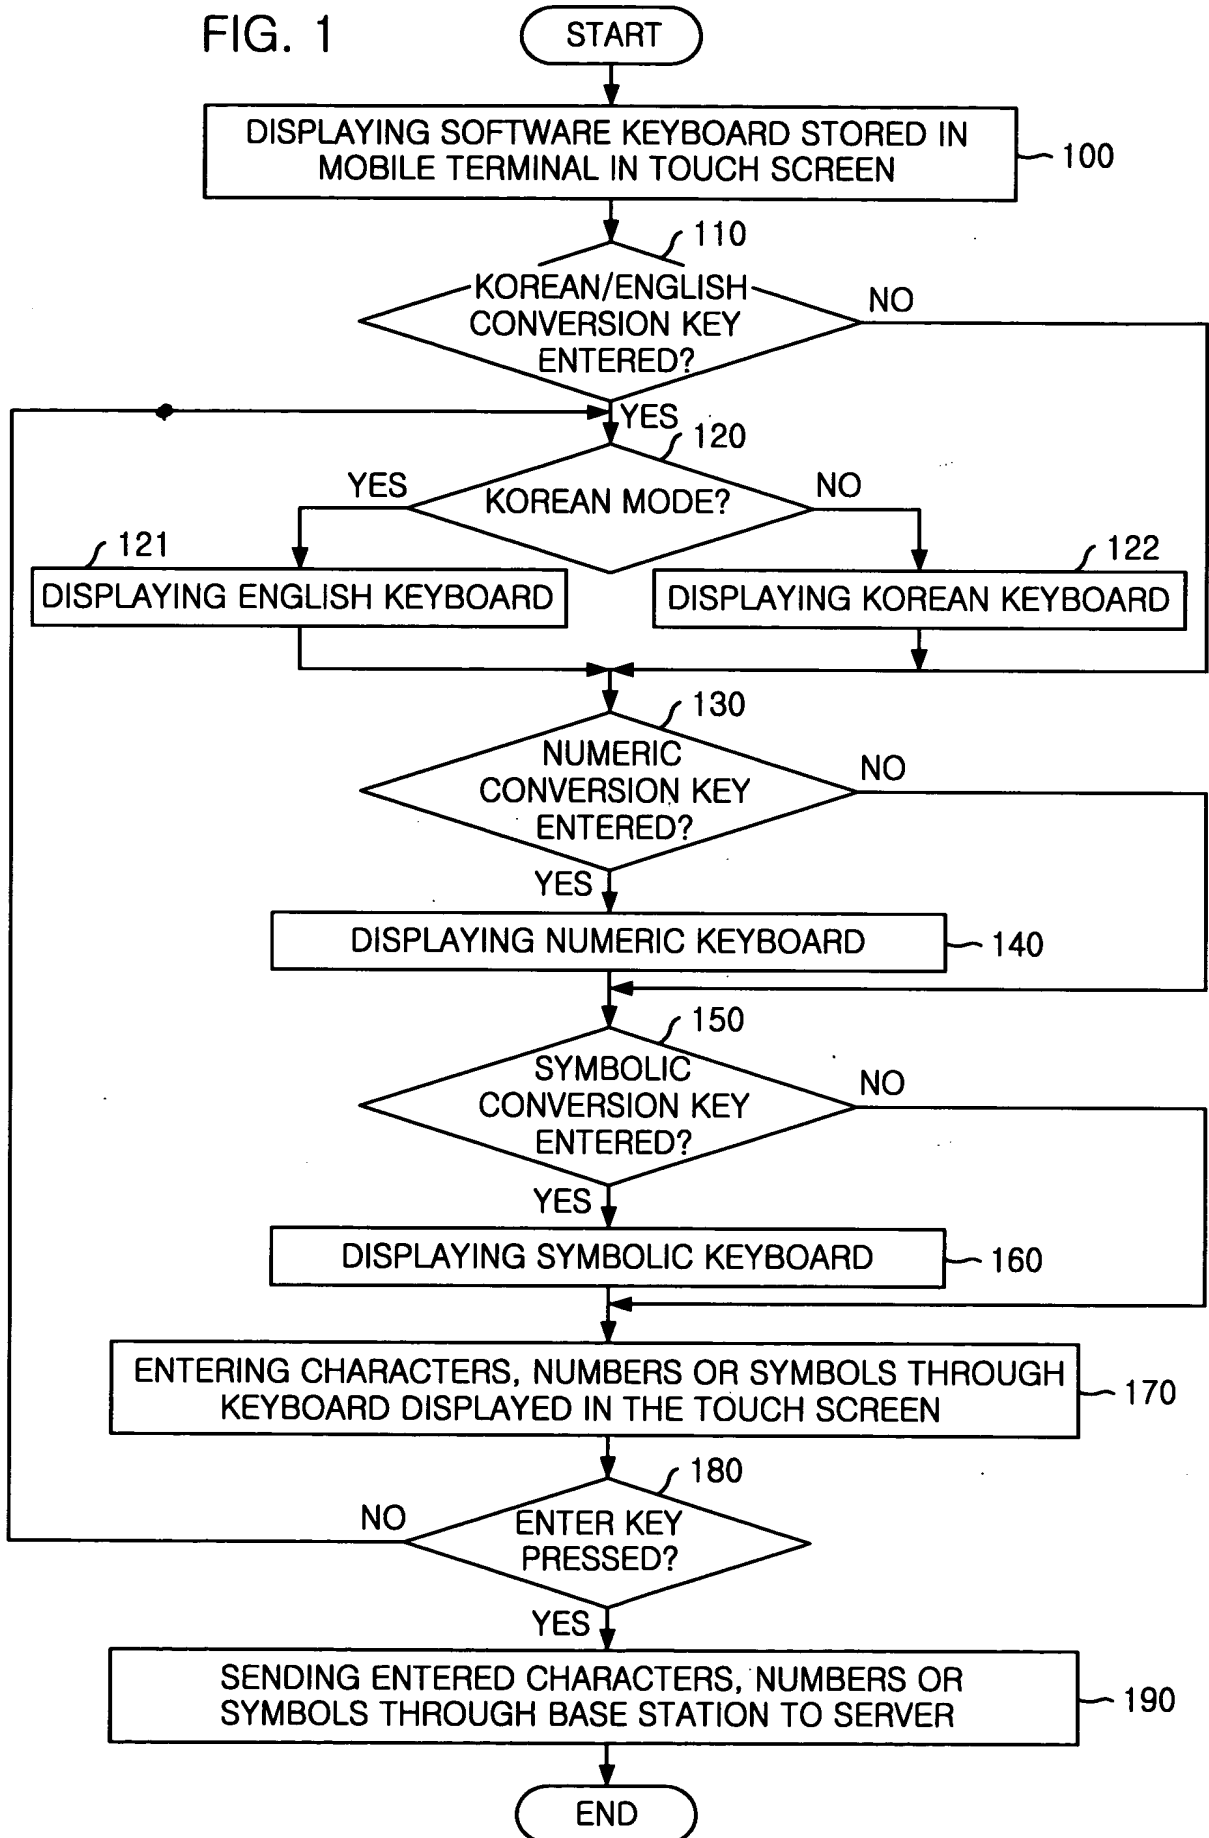 FIG. 1
START
DISPLAYING SOFTWARE KEYBOARD STORED IN
MOBILE TERMINAL IN TOUCH SCREEN
100
110
KOREAN/ENGLISH
CONVERSION KEY
ENTERED?
NO
YES
120
KOREAN MODE?
YES
NO
121
DISPLAYING ENGLISH KEYBOARD
122
DISPLAYING KOREAN KEYBOARD
130
NUMERIC
CONVERSION KEY
ENTERED?
NO
YES
DISPLAYING NUMERIC KEYBOARD
140
150
SYMBOLIC
CONVERSION KEY
ENTERED?
NO
YES
DISPLAYING SYMBOLIC KEYBOARD
160
ENTERING CHARACTERS, NUMBERS OR SYMBOLS THROUGH
KEYBOARD DISPLAYED IN THE TOUCH SCREEN
170
180
ENTER KEY
PRESSED?
NO
YES
SENDING ENTERED CHARACTERS, NUMBERS OR
SYMBOLS THROUGH BASE STATION TO SERVER
190
END